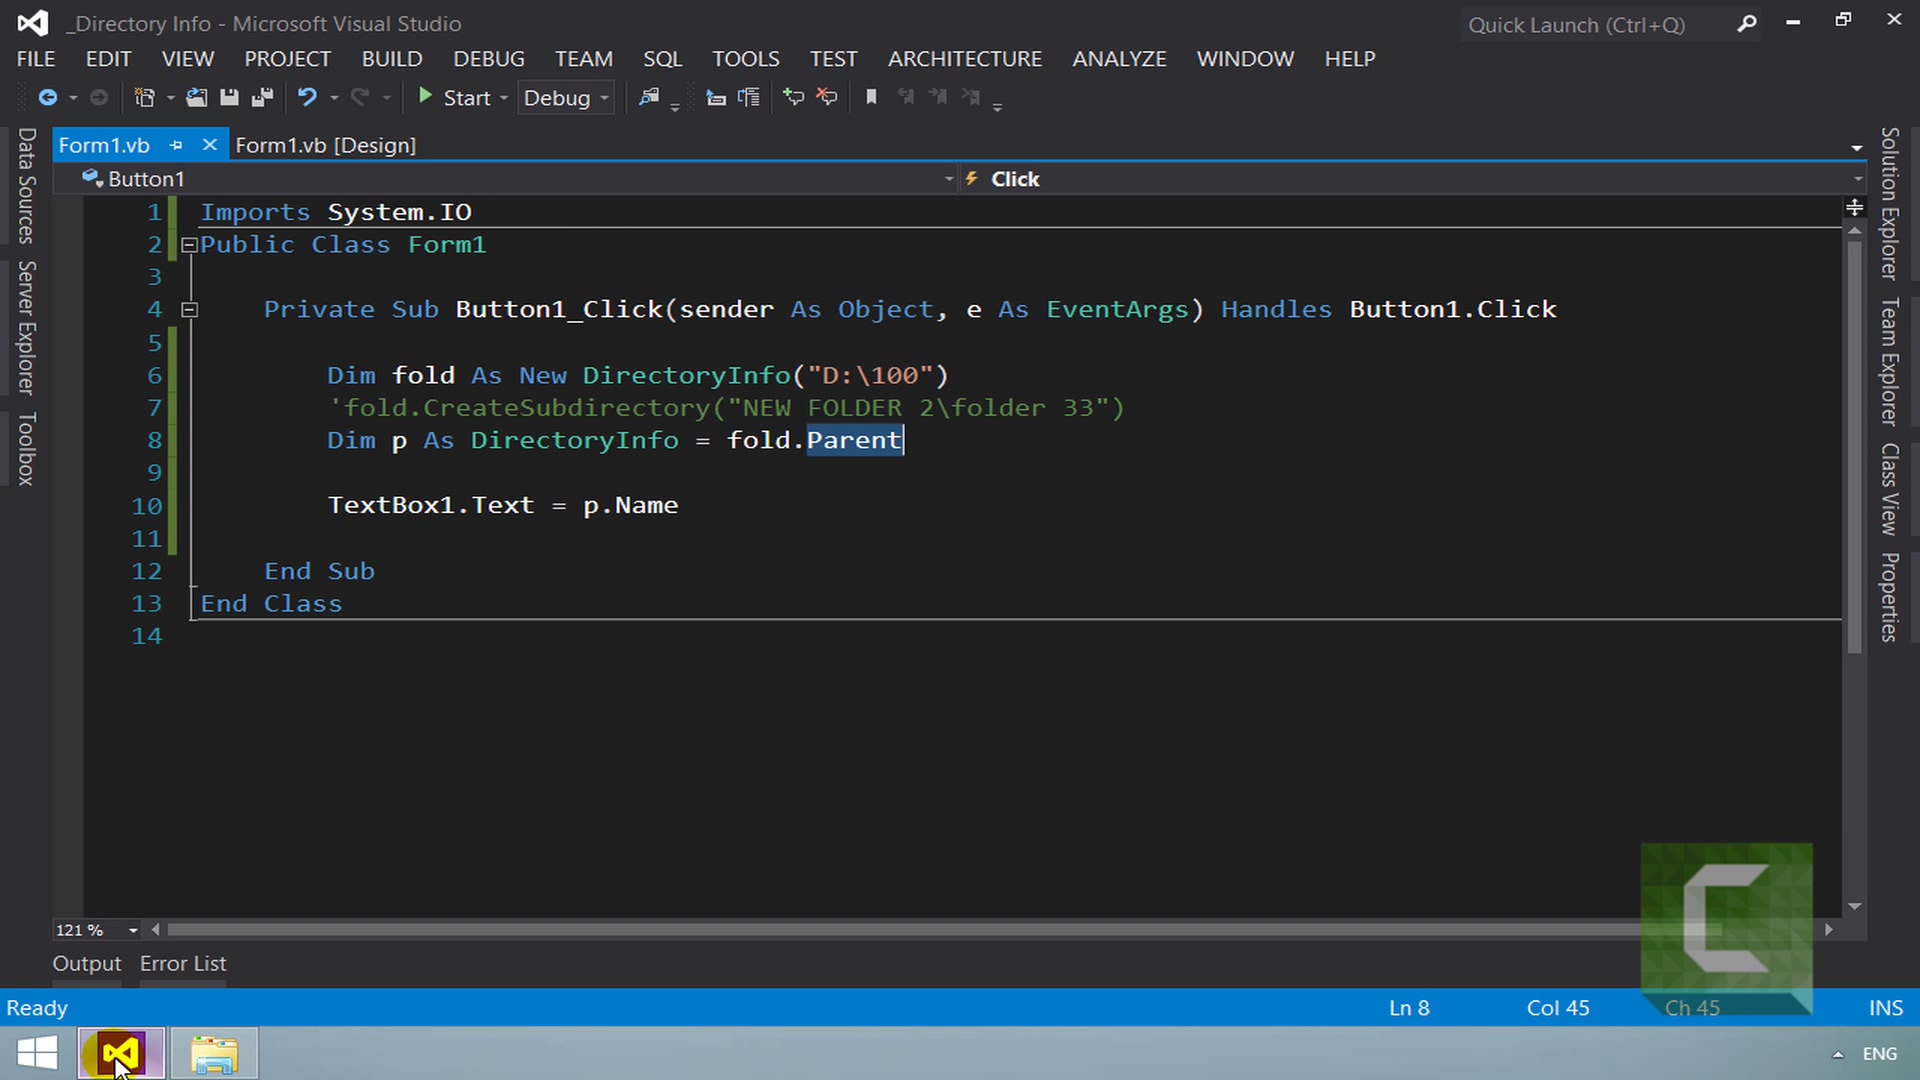 _Directory Info - Microsoft Visual Studio
Quick Launch (Ctrl+Q)
FILE EDIT VIEW PROJECT BUILD DEBUG TEAM SQL TOOLS TEST ARCHITECTURE ANALYZE WINDOW HELP
Start Debug
Form1.vb Form1.vb [Design]
Button1 Click
1 Imports System.IO
2 Public Class Form1
3
4 Private Sub Button1_Click(sender As Object, e As EventArgs) Handles Button1.Click
5
6 Dim fold As New DirectoryInfo("D:\100")
7 'fold.CreateSubdirectory("NEW FOLDER 2\folder 33")
8 Dim p As DirectoryInfo = fold.Parent
9
10 TextBox1.Text = p.Name
11
12 End Sub
13 End Class
14
Data Sources
Server Explorer
Toolbox
Solution Explorer
Team Explorer
Class View
Properties
121 %
Output Error List
Ready Ln 8 Col 45 Ch 45 INS
ENG